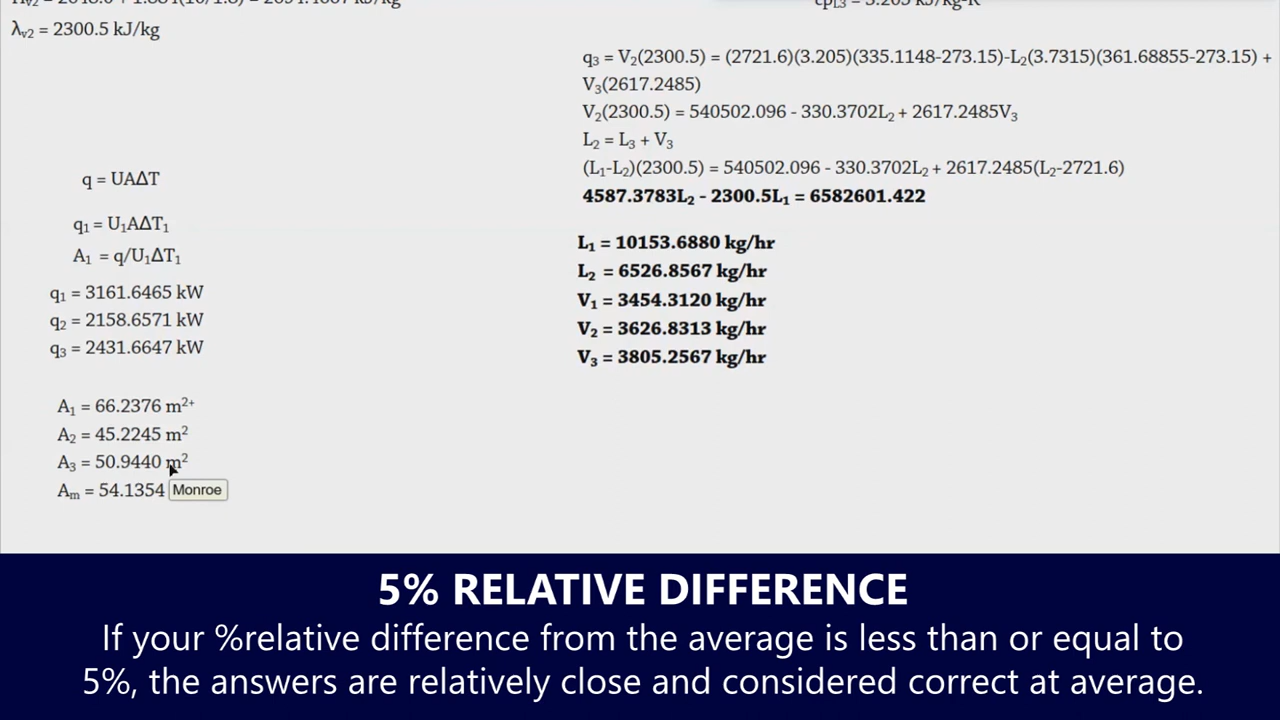 λᵥ₂ = 2300.5 kJ/kg
q = UAΔT
q₁ = U₁AΔT₁
A₁ = q/U₁ΔT₁
q₁ = 3161.6465 kW
q₂ = 2158.6571 kW
q₃ = 2431.6647 kW
A₁ = 66.2376 m²⁺
A₂ = 45.2245 m²
A₃ = 50.9440 m²
Aₘ = 54.1354
Monroe
q₃ = V₂(2300.5) = (2721.6)(3.205)(335.1148-273.15)-L₂(3.7315)(361.68855-273.15) +
V₃(2617.2485)
V₂(2300.5) = 540502.096 - 330.3702L₂ + 2617.2485V₃
L₂ = L₃ + V₃
(L₁-L₂)(2300.5) = 540502.096 - 330.3702L₂ + 2617.2485(L₂-2721.6)
4587.3783L₂ - 2300.5L₁ = 6582601.422
L₁ = 10153.6880 kg/hr
L₂ = 6526.8567 kg/hr
V₁ = 3454.3120 kg/hr
V₂ = 3626.8313 kg/hr
V₃ = 3805.2567 kg/hr
5% RELATIVE DIFFERENCE
If your %relative difference from the average is less than or equal to
5%, the answers are relatively close and considered correct at average.